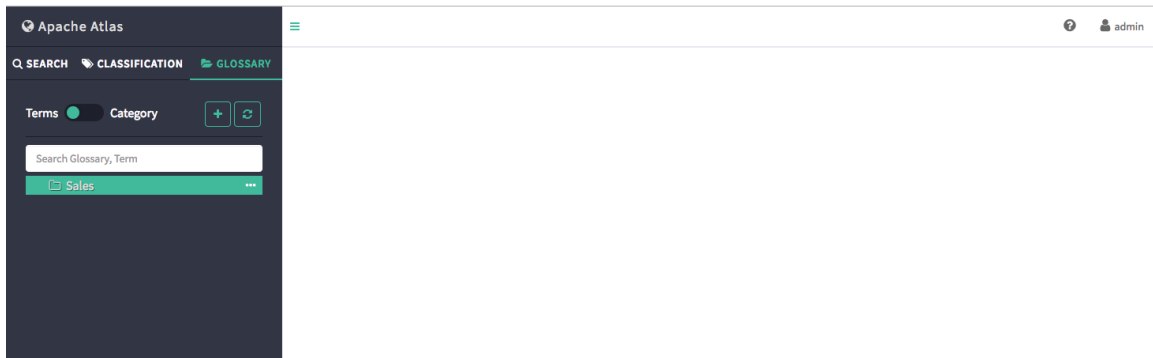 Apache Atlas
admin
SEARCH CLASSIFICATION GLOSSARY
Terms Category
Search Glossary, Term
Sales